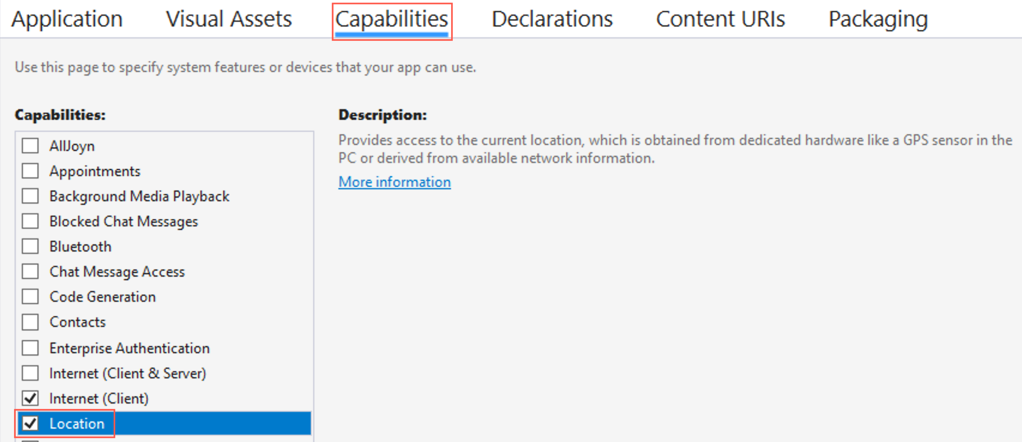 Application Visual Assets Capabilities Declarations Content URIs Packaging
Use this page to specify system features or devices that your app can use.
Capabilities:
AllJoyn
Appointments
Background Media Playback
Blocked Chat Messages
Bluetooth
Chat Message Access
Code Generation
Contacts
Enterprise Authentication
Internet (Client & Server)
Internet (Client)
Location
Description:
Provides access to the current location, which is obtained from dedicated hardware like a GPS sensor in the
PC or derived from available network information.
More information